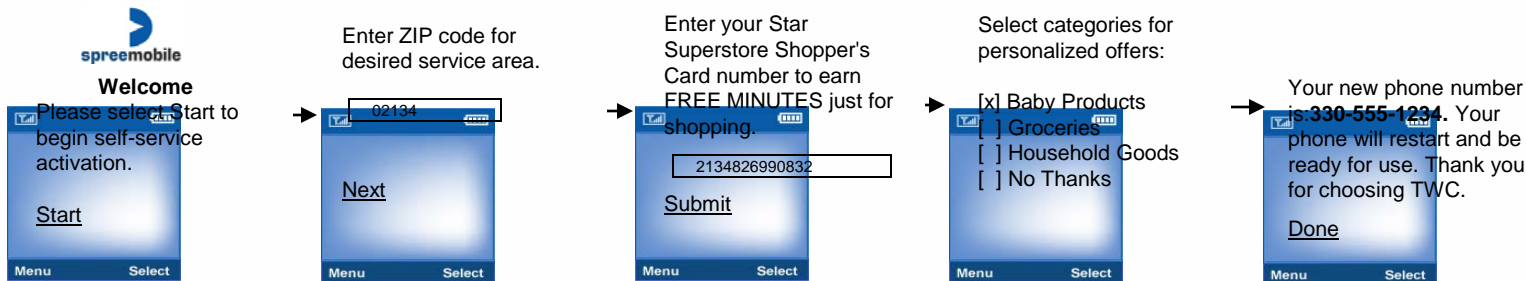 spreemobile
Welcome
Please select Start to
begin self-service
activation.
Start
Menu Select
Enter ZIP code for
desired service area.
02134
Next
Menu Select
Enter your Star
Superstore Shopper's
Card number to earn
FREE MINUTES just for
shopping.
2134826990832
Submit
Menu Select
Select categories for
personalized offers:
[x] Baby Products
[ ] Groceries
[ ] Household Goods
[ ] No Thanks
Menu Select
Your new phone number
is:330-555-1234. Your
phone will restart and be
ready for use. Thank you
for choosing TWC.
Done
Menu Select